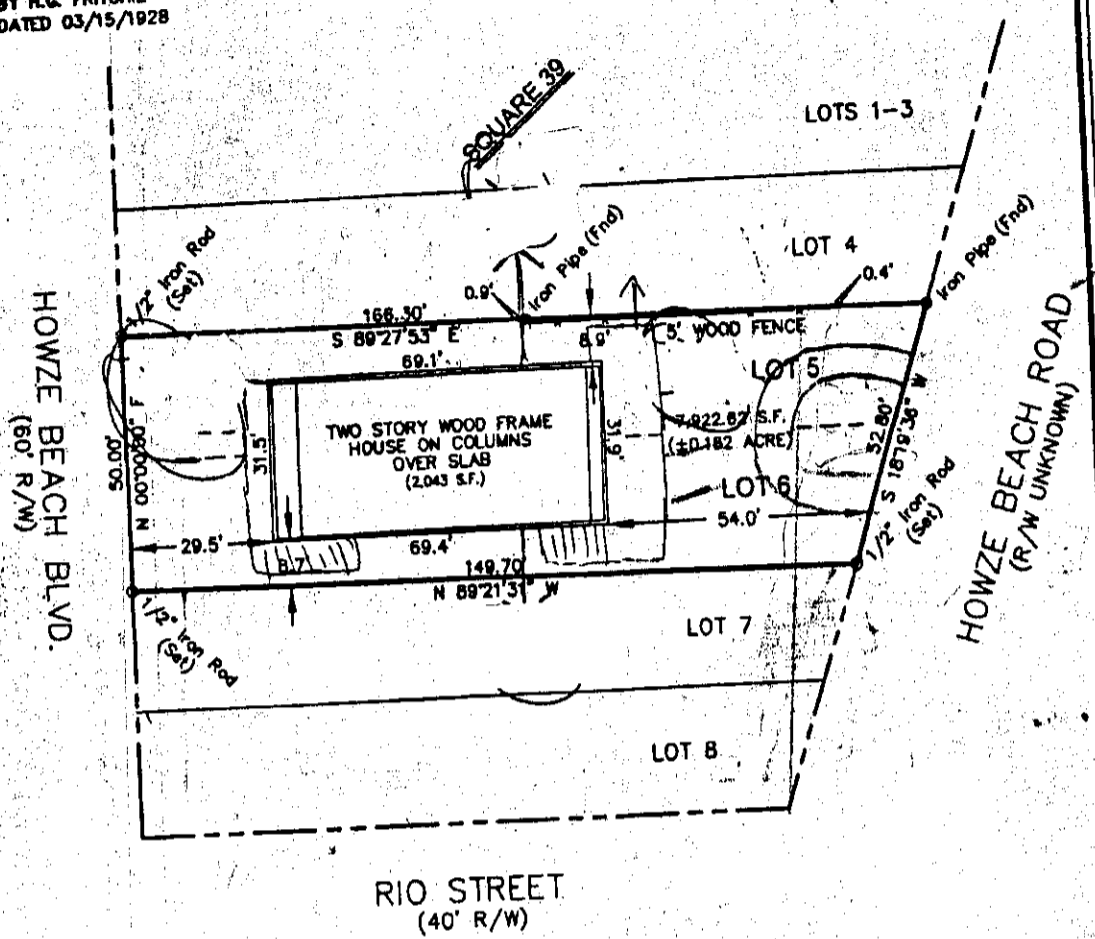 DATED 03/15/1928
SQUARE 39
LOTS 1-3
LOT 4
Iron Pipe (Fnd)
0.4'
Iron Pipe (Fnd)
1/2" Iron Rod
(Set)
166.30'
0.9'
S 89°27'53" E
8.9'
5' WOOD FENCE
69.1'
LOT 5
7,922.62 S.F.
(±0.182 ACRE)
TWO STORY WOOD FRAME
HOUSE ON COLUMNS
OVER SLAB
(2,043 S.F.)
31.5'
31.9'
50.00'
N 00°00'00" E
52.80'
S 18°19'36" W
HOWZE BEACH BLVD.
(60' R/W)
HOWZE BEACH ROAD
(R/W UNKNOWN)
LOT 6
54.0'
29.5'
69.4'
8.7'
149.70
N 89°21'31" W
1/2" Iron Rod
(Set)
1/2" Iron Rod
(Set)
LOT 7
LOT 8
RIO STREET
(40' R/W)